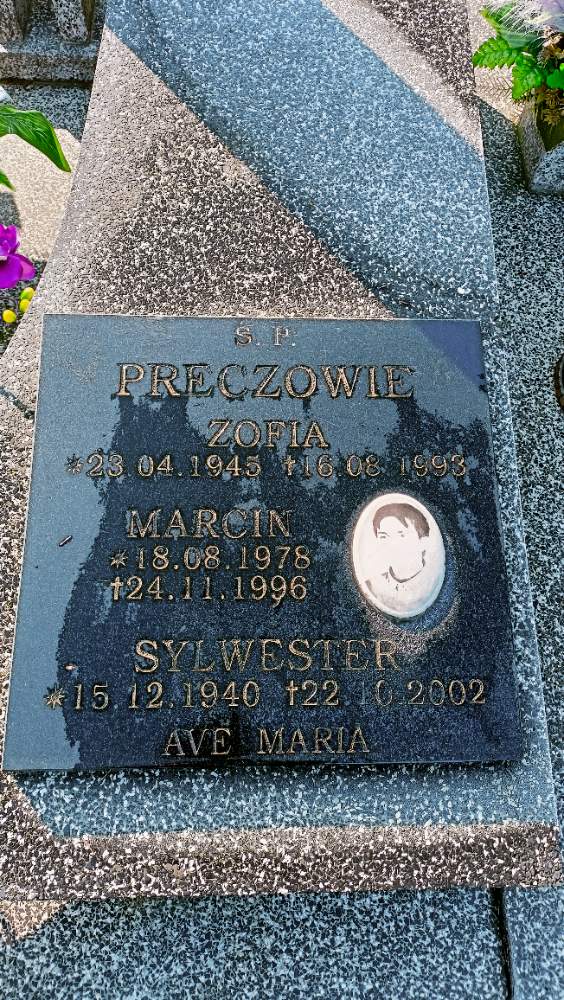 Ś. P.
PRECZOWIE
ZOFIA
*23.04.1945 †16.08.1993
MARCIN
*18.08.1978
†24.11.1996
SYLWESTER
*15.12.1940 †22.10.2002
AVE MARIA